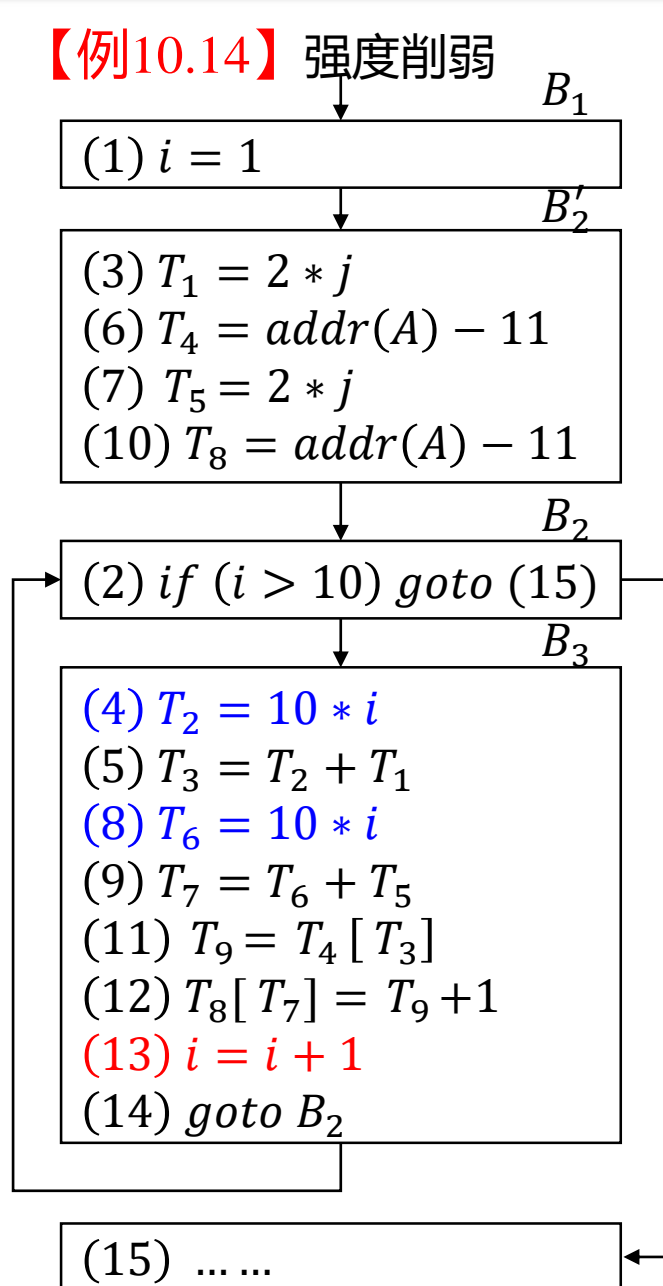 【例10.14】强度削弱
B₁
(1) i = 1
B₂′
(3) T₁ = 2 * j
(6) T₄ = addr(A) − 11
(7) T₅ = 2 * j
(10) T₈ = addr(A) − 11
B₂
(2) if (i > 10) goto (15)
B₃
(4) T₂ = 10 * i
(5) T₃ = T₂ + T₁
(8) T₆ = 10 * i
(9) T₇ = T₆ + T₅
(11) T₉ = T₄ [ T₃]
(12) T₈[ T₇] = T₉ +1
(13) i = i + 1
(14) goto B₂
(15) ... ...